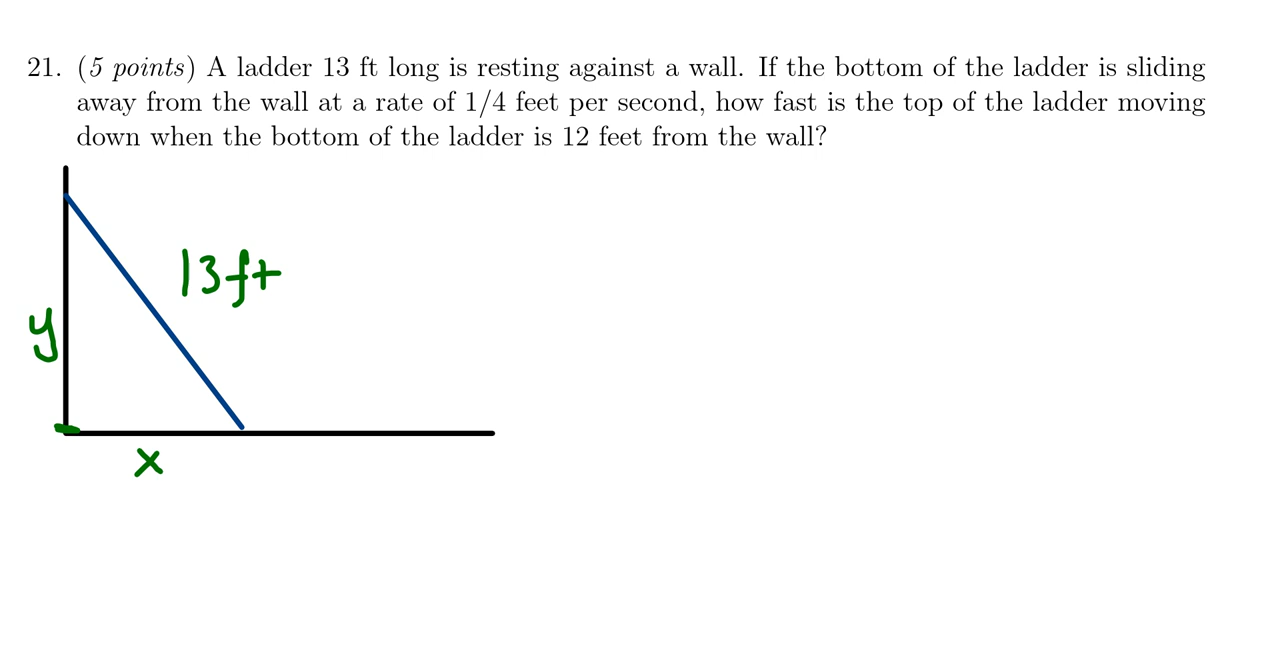 21. (5 points) A ladder 13 ft long is resting against a wall. If the bottom of the ladder is sliding
away from the wall at a rate of 1/4 feet per second, how fast is the top of the ladder moving
down when the bottom of the ladder is 12 feet from the wall?
13ft
y
x